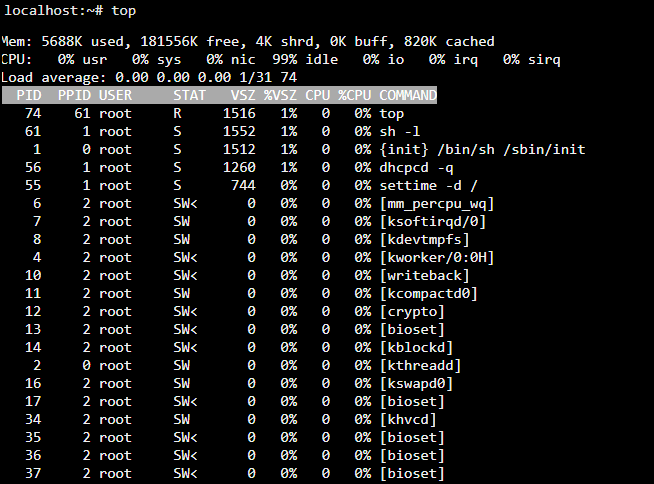 localhost:~# top
Mem: 5688K used, 181556K free, 4K shrd, 0K buff, 820K cached
CPU:   0% usr   0% sys   0% nic  99% idle   0% io   0% irq   0% sirq
Load average: 0.00 0.00 0.00 1/31 74
  PID  PPID USER     STAT   VSZ %VSZ CPU %CPU COMMAND
   74    61 root     R     1516   1%   0   0% top
   61     1 root     S     1552   1%   0   0% sh -l
    1     0 root     S     1512   1%   0   0% {init} /bin/sh /sbin/init
   56     1 root     S     1260   1%   0   0% dhcpcd -q
   55     1 root     S      744   0%   0   0% settime -d /
    6     2 root     SW<      0   0%   0   0% [mm_percpu_wq]
    7     2 root     SW       0   0%   0   0% [ksoftirqd/0]
    8     2 root     SW       0   0%   0   0% [kdevtmpfs]
    4     2 root     SW<      0   0%   0   0% [kworker/0:0H]
   10     2 root     SW<      0   0%   0   0% [writeback]
   11     2 root     SW       0   0%   0   0% [kcompactd0]
   12     2 root     SW<      0   0%   0   0% [crypto]
   13     2 root     SW<      0   0%   0   0% [bioset]
   14     2 root     SW<      0   0%   0   0% [kblockd]
    2     0 root     SW       0   0%   0   0% [kthreadd]
   16     2 root     SW       0   0%   0   0% [kswapd0]
   17     2 root     SW<      0   0%   0   0% [bioset]
   34     2 root     SW       0   0%   0   0% [khvcd]
   35     2 root     SW<      0   0%   0   0% [bioset]
   36     2 root     SW<      0   0%   0   0% [bioset]
   37     2 root     SW<      0   0%   0   0% [bioset]